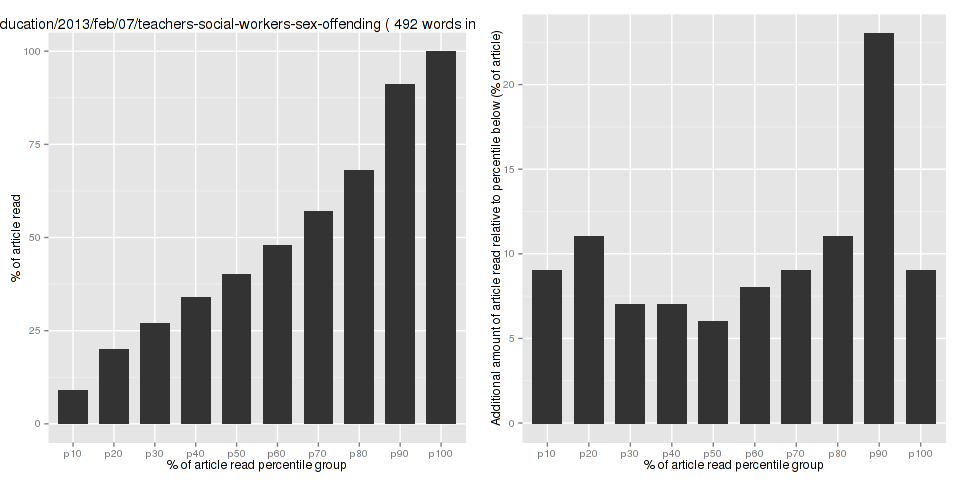 ducation/2013/feb/07/teachers-social-workers-sex-offending ( 492 words in
% of article read
100
75
50
25
0
p10 p20 p30 p40 p50 p60 p70 p80 p90 p100
% of article read percentile group
Additional amount of article read relative to percentile below (% of article)
20
15
10
5
0
p10 p20 p30 p40 p50 p60 p70 p80 p90 p100
% of article read percentile group